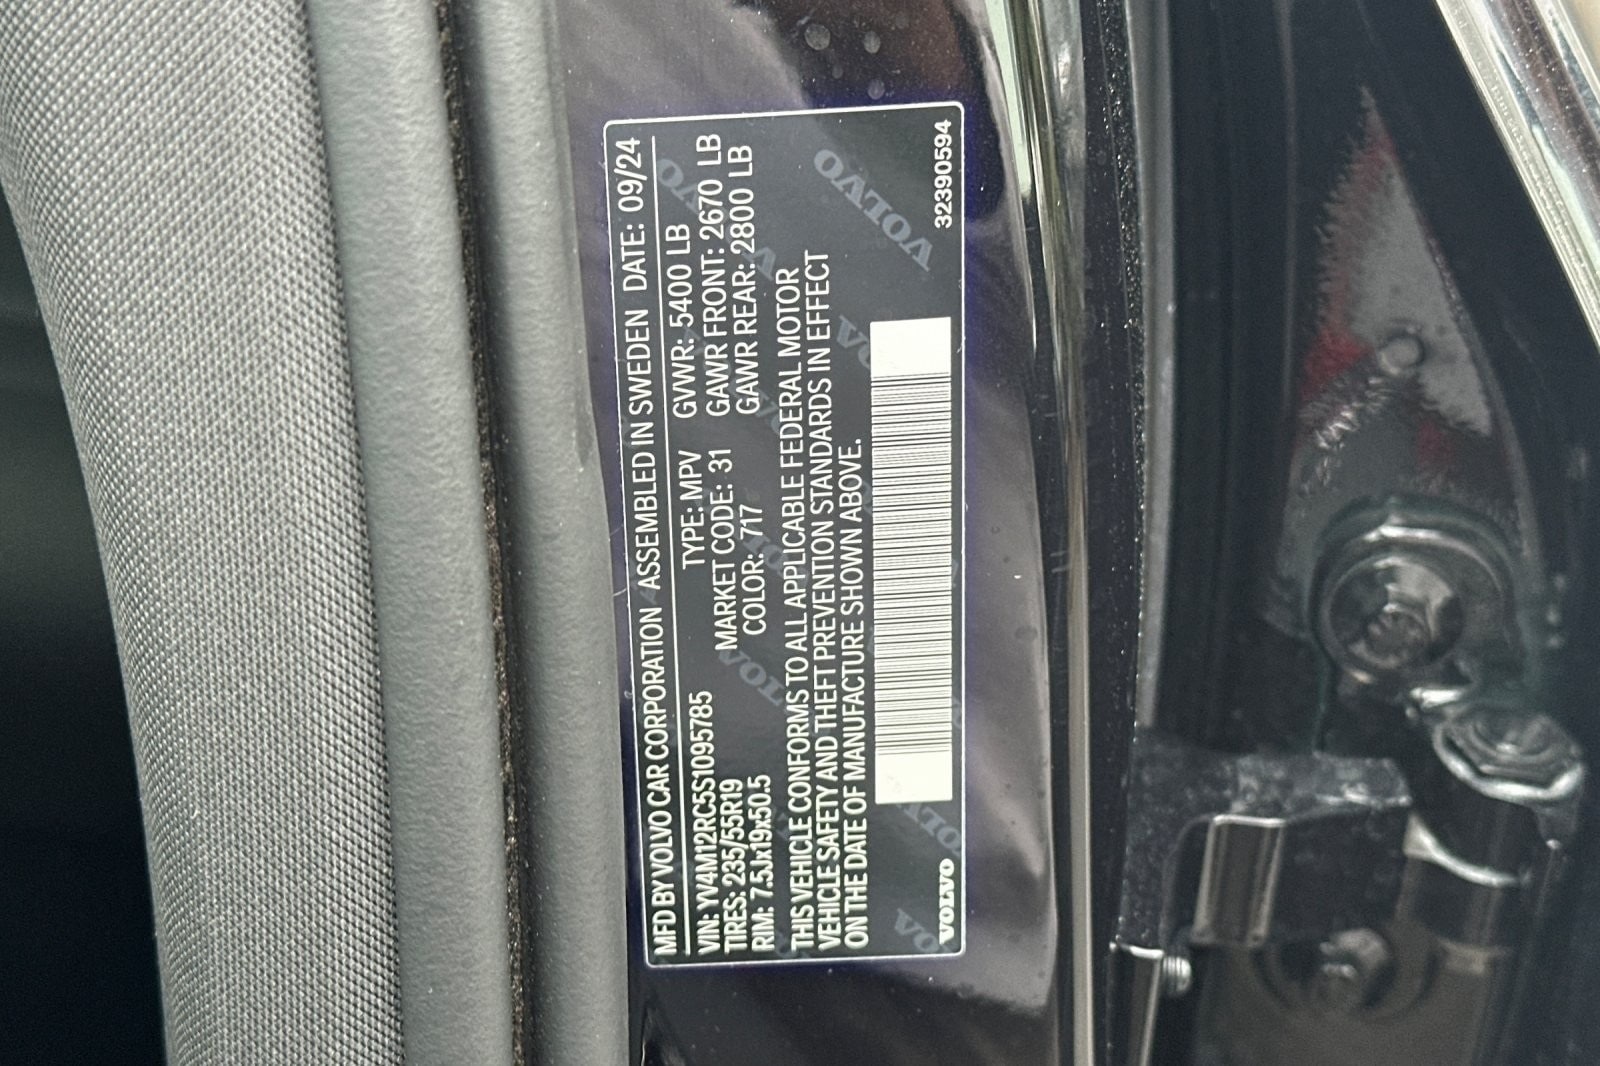 MFD BY VOLVO CAR CORPORATION ASSEMBLED IN SWEDEN DATE: 09/24
VIN: YV4M12RC5S1095785 TYPE: MPV GVWR: 5400 LB
TIRES: 235/55R19 MARKET CODE: 31 GAWR FRONT: 2670 LB
RIM: 7.5Jx19x50.5 COLOR: 717 GAWR REAR: 2800 LB
THIS VEHICLE CONFORMS TO ALL APPLICABLE FEDERAL MOTOR
VEHICLE SAFETY AND THEFT PREVENTION STANDARDS IN EFFECT
ON THE DATE OF MANUFACTURE SHOWN ABOVE.
VOLVO 32390594